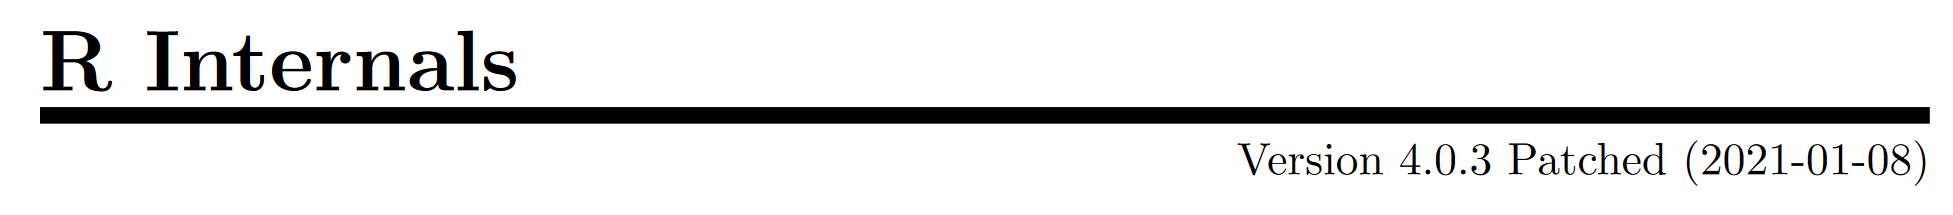 R Internals
Version 4.0.3 Patched (2021-01-08)